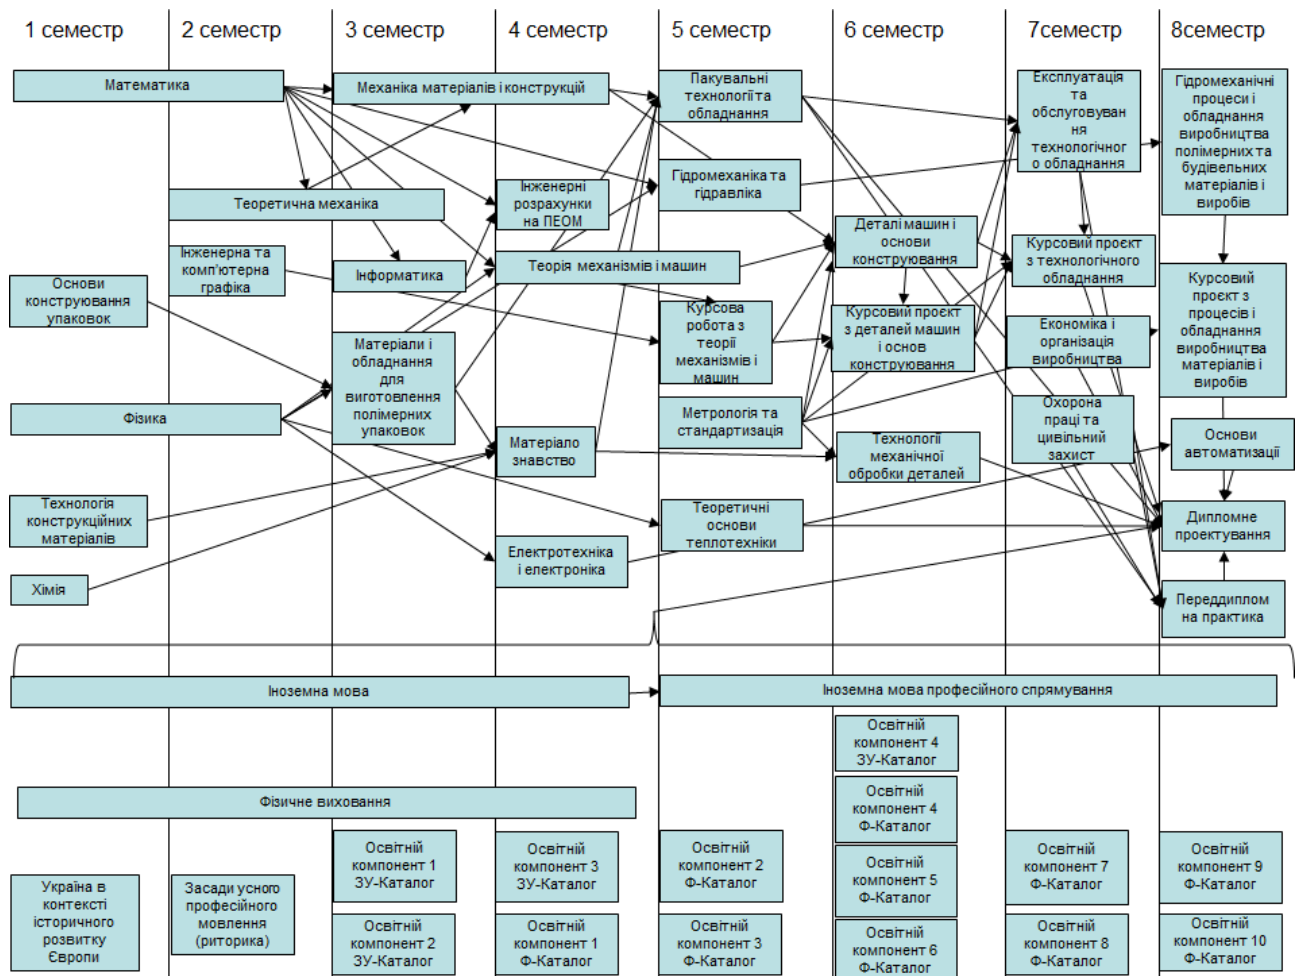 1 семестр
2 семестр
3 семестр
4 семестр
5 семестр
6 семестр
7семестр
8семестр
Математика
Механіка матеріалів і конструкцій
Пакувальні
технології та
обладнання
Експлуатація
та
обслуговуван
ня
технологічног
о обладнання
Гідромеханічні
процеси і
обладнання
виробництва
полімерних та
будівельних
матеріалів і
виробів
Теоретична механіка
Інженерні
розрахунки
на ПЕОМ
Гідромеханіка та
гідравліка
Деталі машин і
основи
конструювання
Курсовий проєкт
з технологічного
обладнання
Інженерна та
комп'ютерна
графіка
Інформатика
Теорія механізмів і машин
Основи
конструювання
упаковок
Матеріали і
обладнання
для
виготовлення
полімерних
упаковок
Курсова
робота з
теорії
механізмів і
машин
Курсовий проєкт
з деталей машин
і основ
конструювання
Економіка і
організація
виробництва
Курсовий
проєкт з
процесів і
обладнання
виробництва
матеріалів і
виробів
Фізика
Матеріало
знавство
Метрологія та
стандартизація
Технології
механічної
обробки деталей
Охорона
праці та
цивільний
захист
Основи
автоматизації
Технологія
конструкційних
матеріалів
Теоретичні
основи
теплотехніки
Дипломне
проектування
Хімія
Електротехніка
і електроніка
Переддиплом
на практика
Іноземна мова
Іноземна мова професійного спрямування
Освітній
компонент 4
ЗУ-Каталог
Фізичне виховання
Освітній
компонент 4
Ф-Каталог
Освітній
компонент 1
ЗУ-Каталог
Освітній
компонент 3
ЗУ-Каталог
Освітній
компонент 2
Ф-Каталог
Освітній
компонент 5
Ф-Каталог
Освітній
компонент 7
Ф-Каталог
Освітній
компонент 9
Ф-Каталог
Україна в
контексті
історичного
розвитку
Європи
Засади усного
професійного
мовлення
(риторика)
Освітній
компонент 2
ЗУ-Каталог
Освітній
компонент 1
Ф-Каталог
Освітній
компонент 3
Ф-Каталог
Освітній
компонент 6
Ф-Каталог
Освітній
компонент 8
Ф-Каталог
Освітній
компонент 10
Ф-Каталог